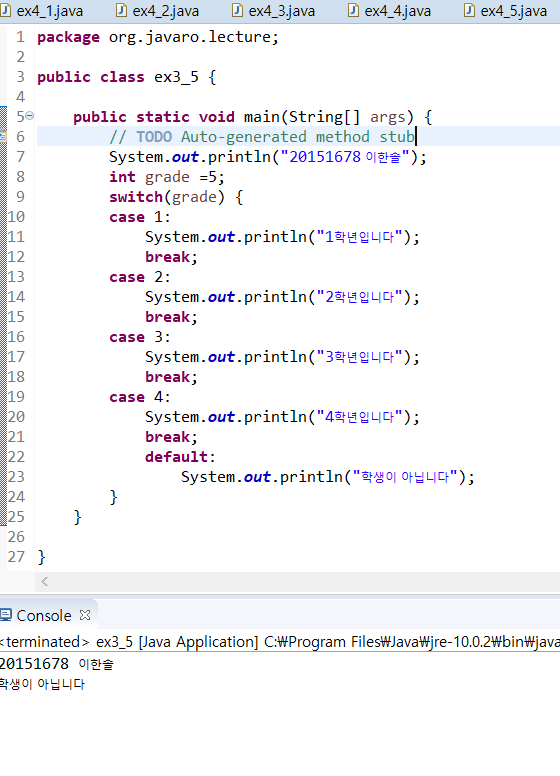 ex4_1.java ex4_2.java ex4_3.java ex4_4.java ex4_5.java
1 package org.javaro.lecture;
2
3 public class ex3_5 {
4
5 public static void main(String[] args) {
6 // TODO Auto-generated method stub
7 System.out.println("20151678 이한솔");
8 int grade =5;
9 switch(grade) {
10 case 1:
11 System.out.println("1학년입니다");
12 break;
13 case 2:
14 System.out.println("2학년입니다");
15 break;
16 case 3:
17 System.out.println("3학년입니다");
18 break;
19 case 4:
20 System.out.println("4학년입니다");
21 break;
22 default:
23 System.out.println("학생이 아닙니다");
24 }
25 }
26
27 }
Console
<terminated> ex3_5 [Java Application] C:₩Program Files₩Java₩jre-10.0.2₩bin₩java
20151678 이한솔
학생이 아닙니다